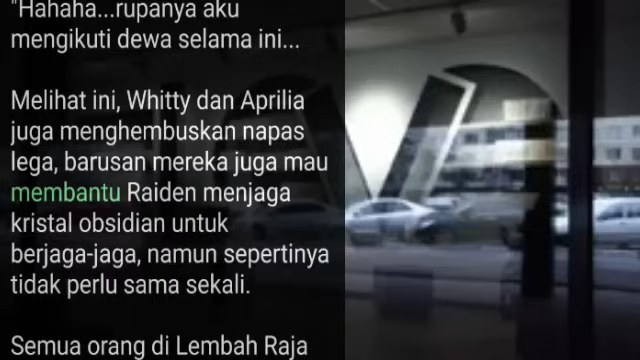 "Hahaha...rupanya aku
mengikuti dewa selama ini...
Melihat ini, Whitty dan Aprilia
juga menghembuskan napas
lega, barusan mereka juga mau
membantu Raiden menjaga
kristal obsidian untuk
berjaga-jaga, namun sepertinya
tidak perlu sama sekali.
Semua orang di Lembah Raja